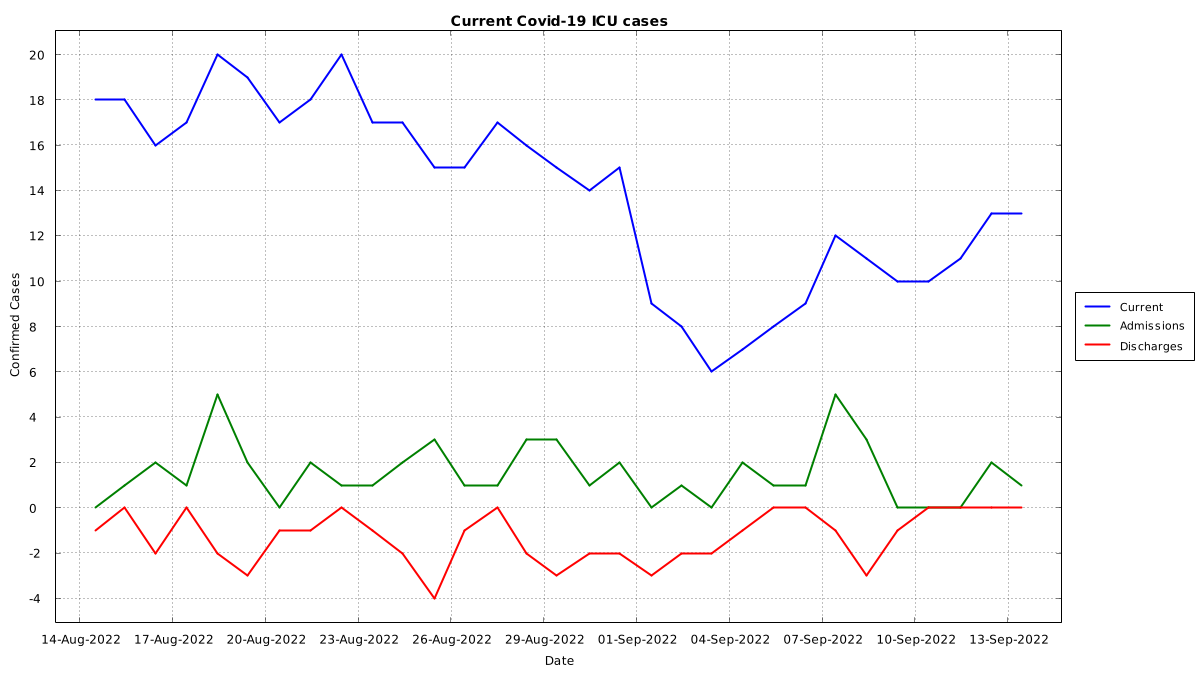 Current Covid-19 ICU cases
Confirmed Cases
20
18
16
14
12
10
8
6
4
2
0
-2
-4
14-Aug-2022 17-Aug-2022 20-Aug-2022 23-Aug-2022 26-Aug-2022 29-Aug-2022 01-Sep-2022 04-Sep-2022 07-Sep-2022 10-Sep-2022 13-Sep-2022
Date
Current
Admissions
Discharges